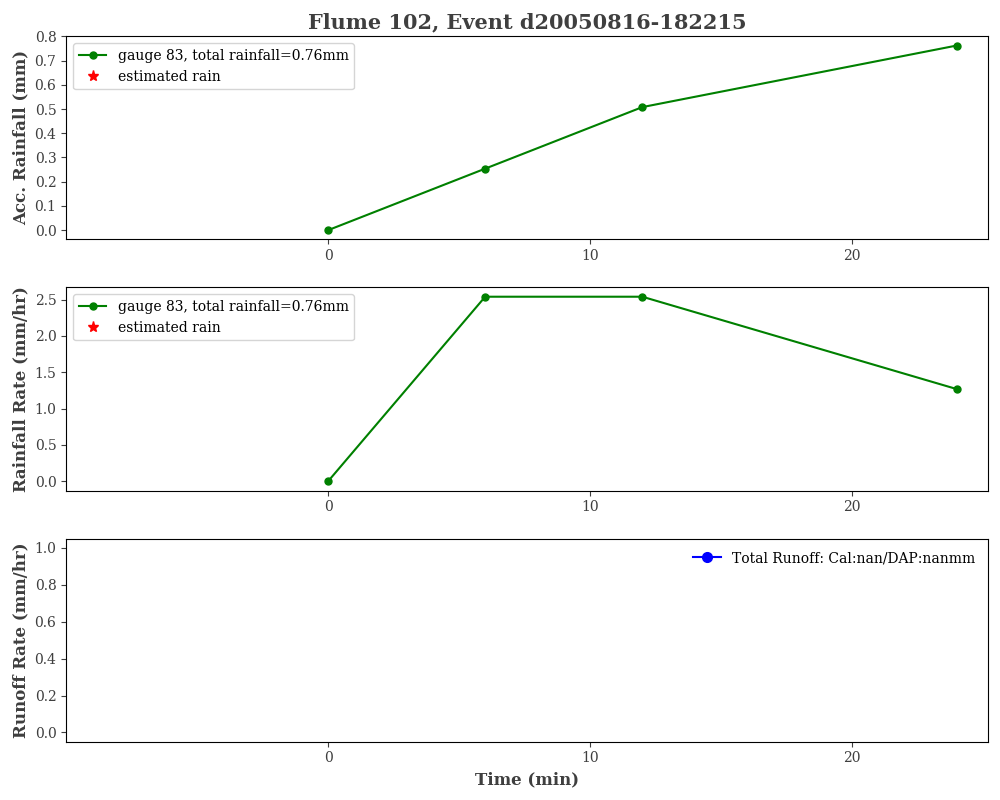 Flume 102, Event d20050816-182215
Acc. Rainfall (mm)
0.8
0.7
0.6
0.5
0.4
0.3
0.2
0.1
0.0
gauge 83, total rainfall=0.76mm
estimated rain
0 10 20
Rainfall Rate (mm/hr)
2.5
2.0
1.5
1.0
0.5
0.0
gauge 83, total rainfall=0.76mm
estimated rain
0 10 20
Runoff Rate (mm/hr)
1.0
0.8
0.6
0.4
0.2
0.0
Total Runoff: Cal:nan/DAP:nanmm
0 10 20
Time (min)